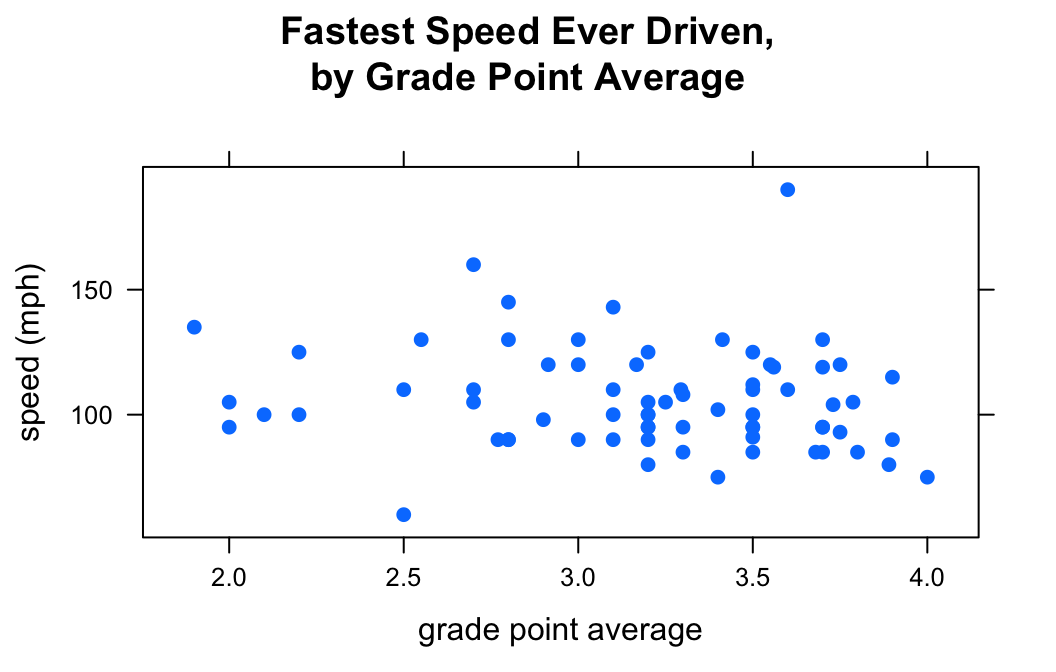 Fastest Speed Ever Driven,
by Grade Point Average
speed (mph)
150
100
2.0 2.5 3.0 3.5 4.0
grade point average